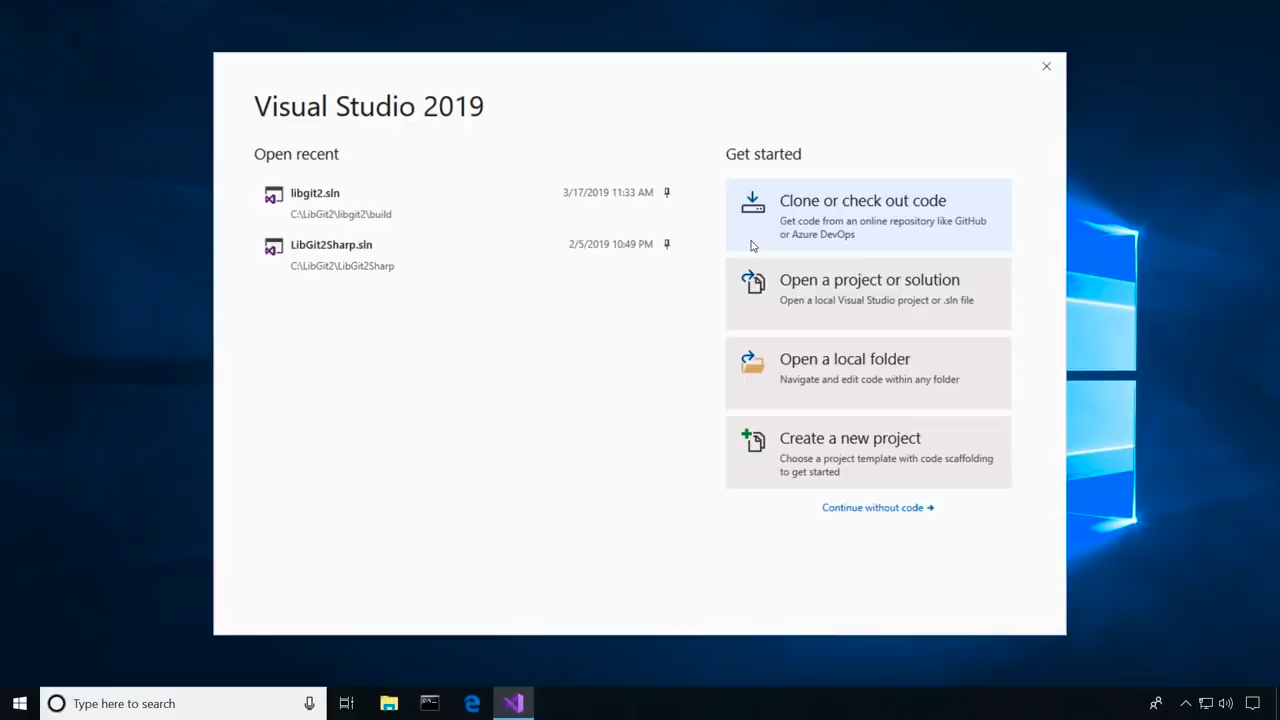 Visual Studio 2019
Open recent
libgit2.sln
3/17/2019 11:33 AM
C:\LibGit2\libgit2\build
LibGit2Sharp.sln
2/5/2019 10:49 PM
C:\LibGit2\LibGit2Sharp
Get started
Clone or check out code
Get code from an online repository like GitHub
or Azure DevOps
Open a project or solution
Open a local Visual Studio project or .sln file
Open a local folder
Navigate and edit code within any folder
Create a new project
Choose a project template with code scaffolding
to get started
Continue without code
Type here to search